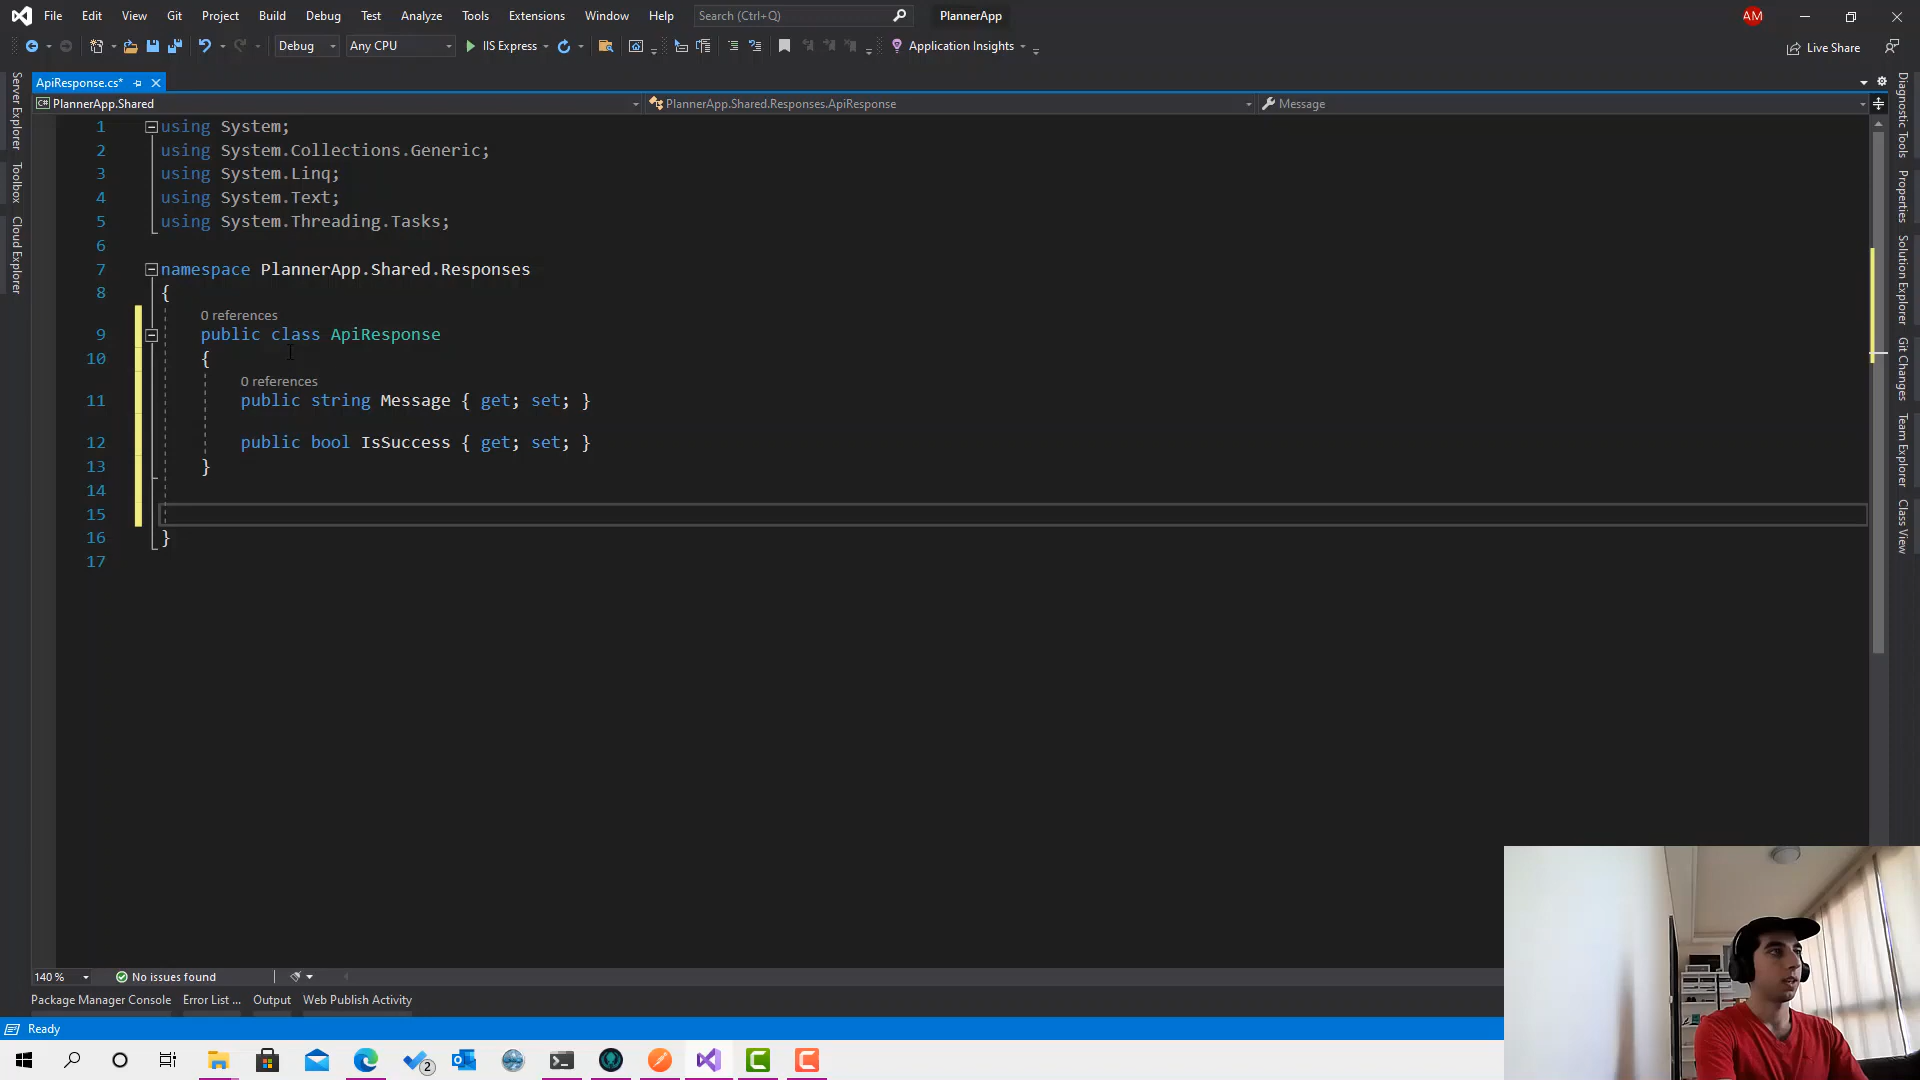 File Edit View Git Project Build Debug Test Analyze Tools Extensions Window Help Search (Ctrl+Q) PlannerApp AM
Debug Any CPU IIS Express Application Insights Live Share
ApiResponse.cs*
PlannerApp.Shared PlannerApp.Shared.Responses.ApiResponse Message
Server Explorer
Toolbox
Cloud Explorer
1 using System;
2 using System.Collections.Generic;
3 using System.Linq;
4 using System.Text;
5 using System.Threading.Tasks;
6
7 namespace PlannerApp.Shared.Responses
8 {
0 references
9 public class ApiResponse
10 {
0 references
11 public string Message { get; set; }
12 public bool IsSuccess { get; set; }
13 }
14
15
16 }
17
Diagnostic Tools
Properties
Solution Explorer
Git Changes
Team Explorer
Class View
140 % No issues found
Package Manager Console Error List ... Output Web Publish Activity
Ready
2